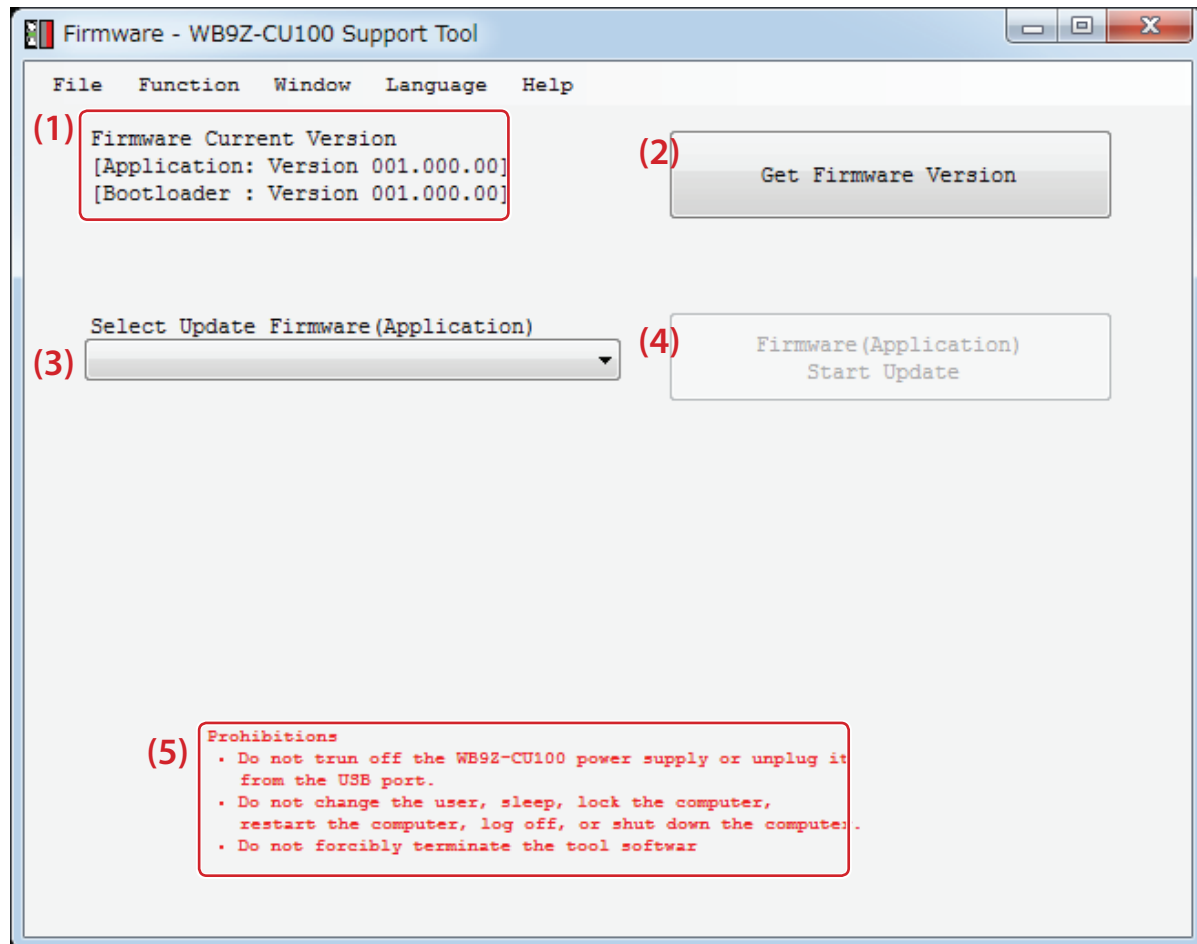 Firmware - WB9Z-CU100 Support Tool
File Function Window Language Help
(1)
Firmware Current Version
[Application: Version 001.000.00]
[Bootloader : Version 001.000.00]
(2)
Get Firmware Version
Select Update Firmware(Application)
(3)
(4)
Firmware(Application)
Start Update
(5)
Prohibitions
・Do not trun off the WB9Z-CU100 power supply or unplug it
from the USB port.
・Do not change the user, sleep, lock the computer,
restart the computer, log off, or shut down the computer.
・Do not forcibly terminate the tool softwar